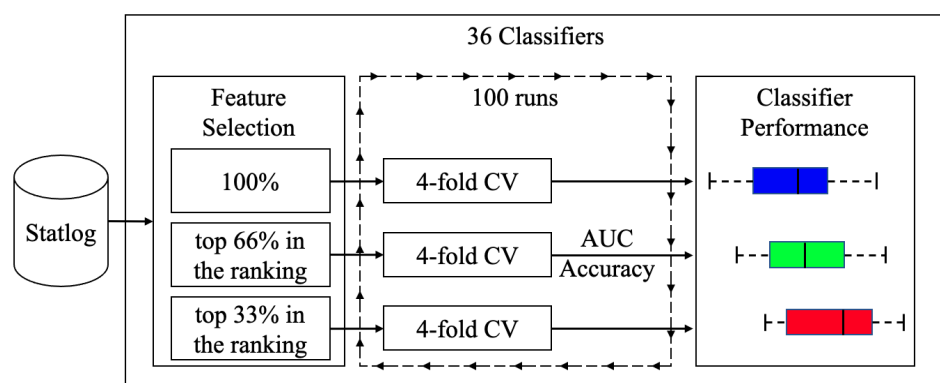 36 Classifiers
Statlog
Feature
Selection
100%
top 66% in
the ranking
top 33% in
the ranking
100 runs
4-fold CV
4-fold CV
4-fold CV
AUC
Accuracy
Classifier
Performance